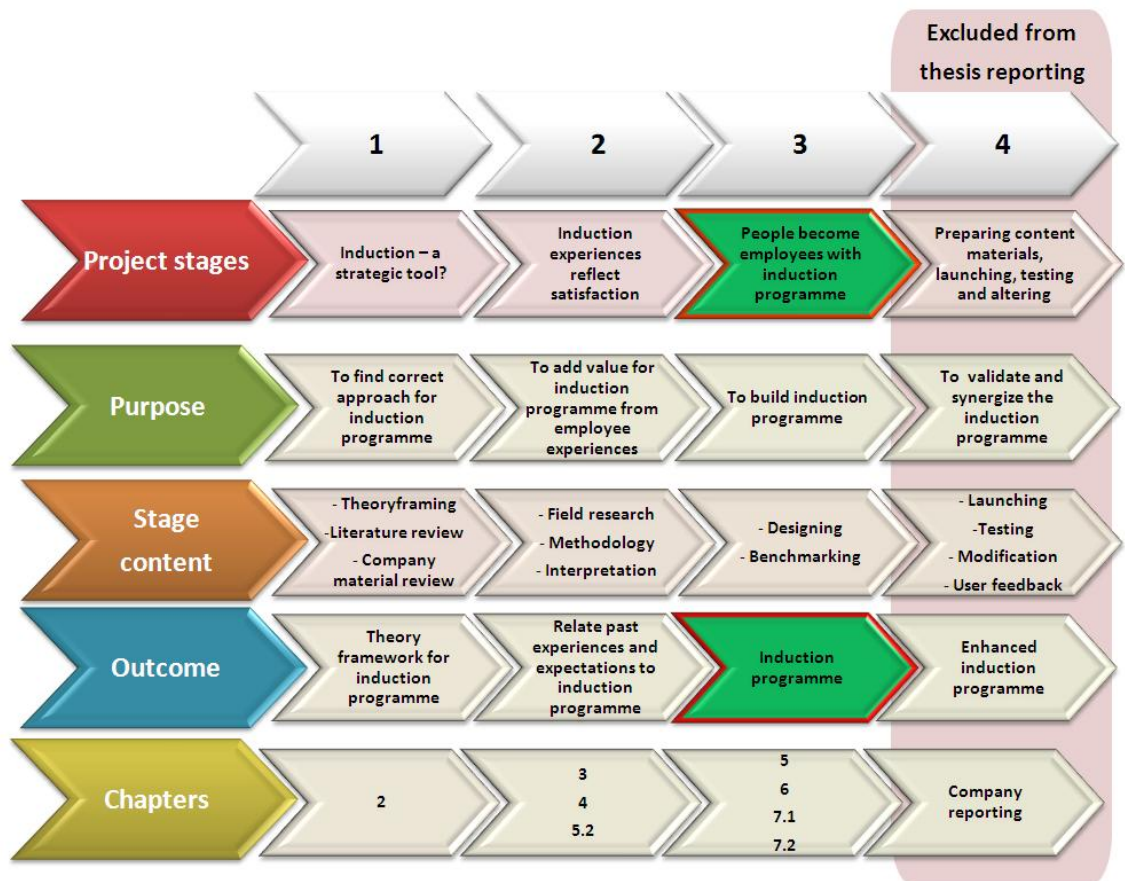 Excluded from
thesis reporting
1
2
3
4
Project stages
Induction – a
strategic tool?
Induction
experiences
reflect
satisfaction
People become
employees with
induction
programme
Preparing content
materials,
launching, testing
and altering
Purpose
To find correct
approach for
induction
programme
To add value for
induction
programme from
employee
experiences
To build induction
programme
To validate and
synergize the
induction
programme
Stage
content
- Theoryframing
-Literature review
- Company
material review
- Field research
- Methodology
- Interpretation
- Designing
- Benchmarking
- Launching
- Testing
- Modification
- User feedback
Outcome
Theory
framework for
induction
programme
Relate past
experiences and
expectations to
induction
programme
Induction
programme
Enhanced
induction
programme
Chapters
2
3
4
5.2
5
6
7.1
7.2
Company
reporting